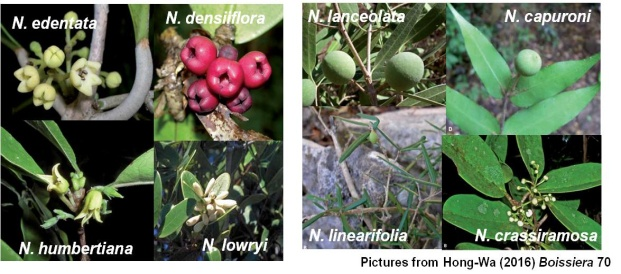 N. edentata
N. densiflora
N. lanceolata
N. capuroni
N. humbertiana
N. lowryi
N. linearifolia
N. crassiramosa
Pictures from Hong-Wa (2016) Boissiera 70